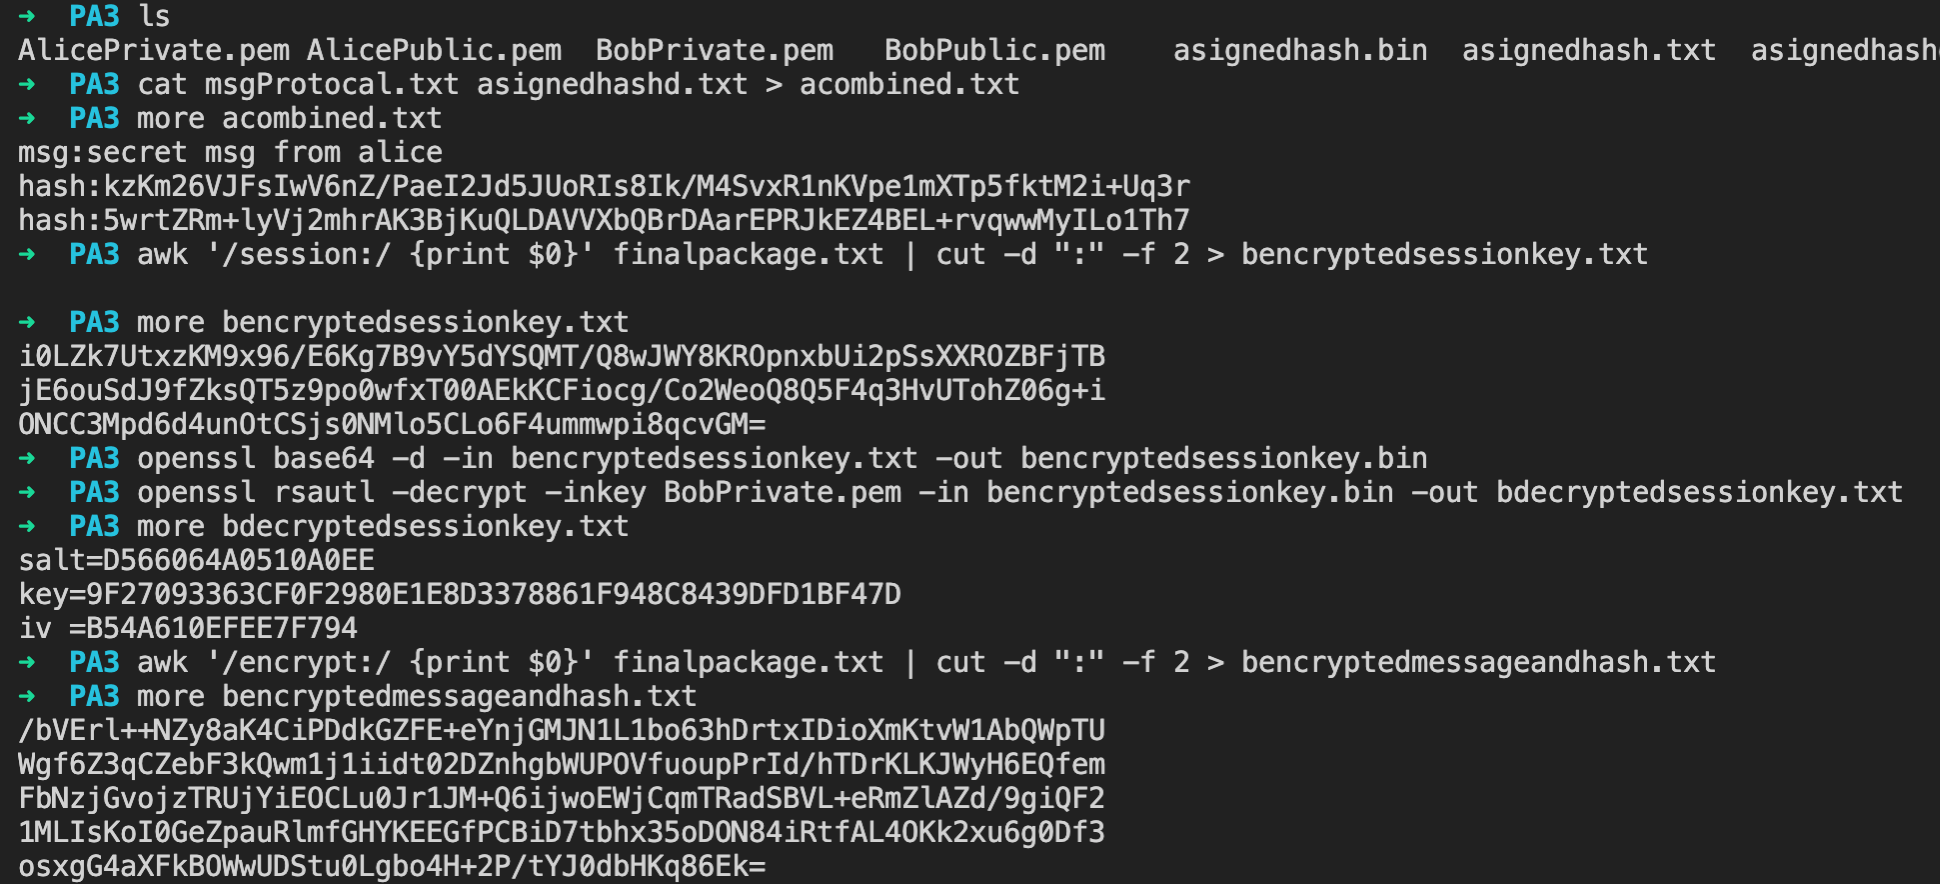 → PA3 ls
AlicePrivate.pem AlicePublic.pem BobPrivate.pem BobPublic.pem asignedhash.bin asignedhash.txt asignedhash
→ PA3 cat msgProtocal.txt asignedhashd.txt > acombined.txt
→ PA3 more acombined.txt
msg:secret msg from alice
hash:kzKm26VJFsIwV6nZ/PaeI2Jd5JUoRIs8Ik/M4SvxR1nKVpe1mXTp5fktM2i+Uq3r
hash:5wrtZRm+lyVj2mhrAK3BjKuQLDAVVXbQBrDAarEPRJkEZ4BEL+rvqwwMyILo1Th7
→ PA3 awk '/session:/ {print $0}' finalpackage.txt | cut -d ":" -f 2 > bencryptedsessionkey.txt
→ PA3 more bencryptedsessionkey.txt
i0LZk7UtxzKM9x96/E6Kg7B9vY5dYSQMT/Q8wJWY8KROpnxbUi2pSsXXROZBFjTB
jE6ouSdJ9fZksQT5z9po0wfxT00AEkKCFiocg/Co2WeoQ8Q5F4q3HvUTohZ06g+i
ONCC3Mpd6d4unOtCSjs0NMlo5CLo6F4ummwpi8qcvGM=
→ PA3 openssl base64 -d -in bencryptedsessionkey.txt -out bencryptedsessionkey.bin
→ PA3 openssl rsautl -decrypt -inkey BobPrivate.pem -in bencryptedsessionkey.bin -out bdecryptedsessionkey.txt
→ PA3 more bdecryptedsessionkey.txt
salt=D566064A0510A0EE
key=9F27093363CF0F2980E1E8D3378861F948C8439DFD1BF47D
iv =B54A610EFEE7F794
→ PA3 awk '/encrypt:/ {print $0}' finalpackage.txt | cut -d ":" -f 2 > bencryptedmessageandhash.txt
→ PA3 more bencryptedmessageandhash.txt
/bVErl++NZy8aK4CiPDdkGZFE+eYnjGMJN1L1bo63hDrtxIDioXmKtvW1AbQWpTU
Wgf6Z3qCZebF3kQwm1j1iidt02DZnhgbWUPOVfuoupPrId/hTDrKLKJWyH6EQfem
FbNzjGvojzTRUjYiEOCLu0Jr1JM+Q6ijwoEWjCqmTRadSBVL+eRmZlAZd/9giQF2
1MLIsKoI0GeZpauRlmfGHYKEEGfPCBiD7tbhx35oDON84iRtfAL4OKk2xu6g0Df3
osxgG4aXFkBOWwUDStu0Lgbo4H+2P/tYJ0dbHKq86Ek=